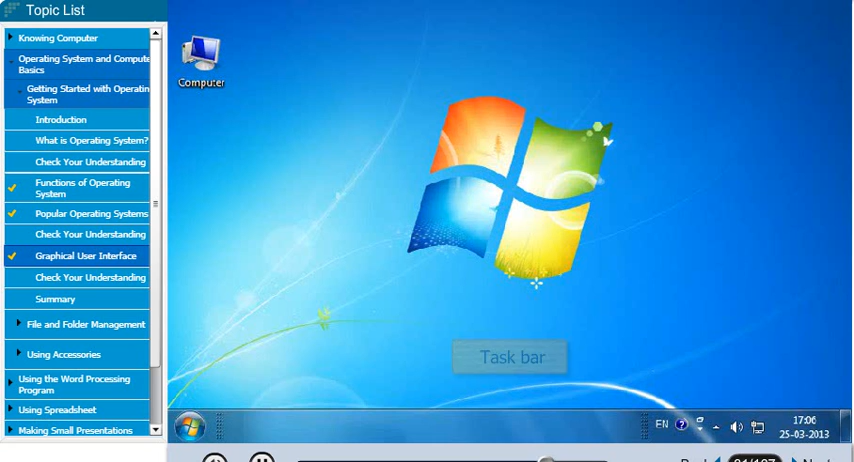 Topic List
Knowing Computer
Operating System and Compute
Basics
Getting Started with Operatin
System
Introduction
What is Operating System?
Check Your Understanding
Functions of Operating
System
Popular Operating Systems
Check Your Understanding
Graphical User Interface
Check Your Understanding
Summary
File and Folder Management
Using Accessories
Using the Word Processing
Program
Using Spreadsheet
Making Small Presentations
Computer
Task bar
EN
17:06
25-03-2013